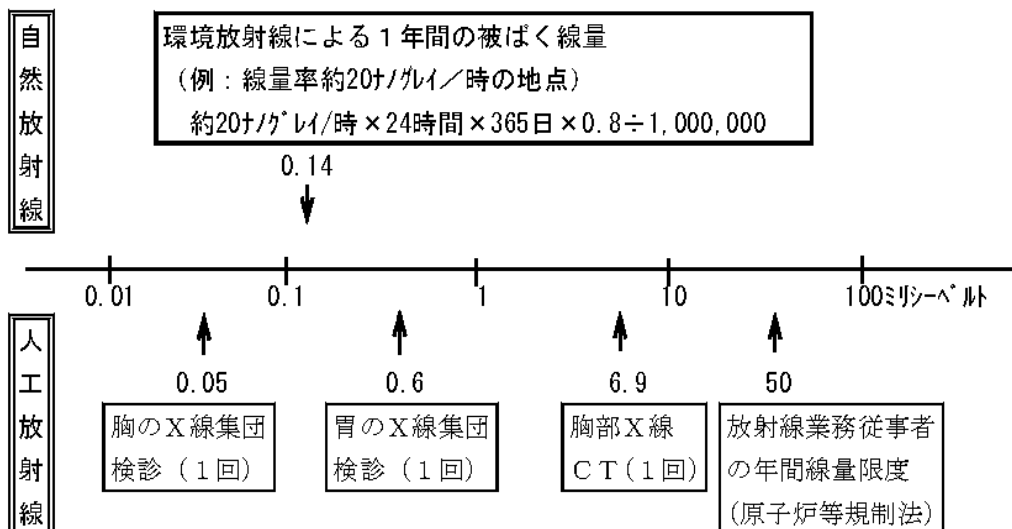 自然放射線
環境放射線による１年間の被ばく線量
（例：線量率約20ﾅﾉｸﾞﾚｲ／時の地点）
約20ﾅﾉｸﾞﾚｲ/時×24時間×365日×0.8÷1,000,000
0.14
0.01
0.1
1
10
100ﾐﾘｼｰﾍﾞﾙﾄ
人工放射線
0.05
0.6
6.9
50
胸のＸ線集団
検診（１回）
胃のＸ線集団
検診（１回）
胸部Ｘ線
ＣＴ(１回)
放射線業務従事者
の年間線量限度
(原子炉等規制法)